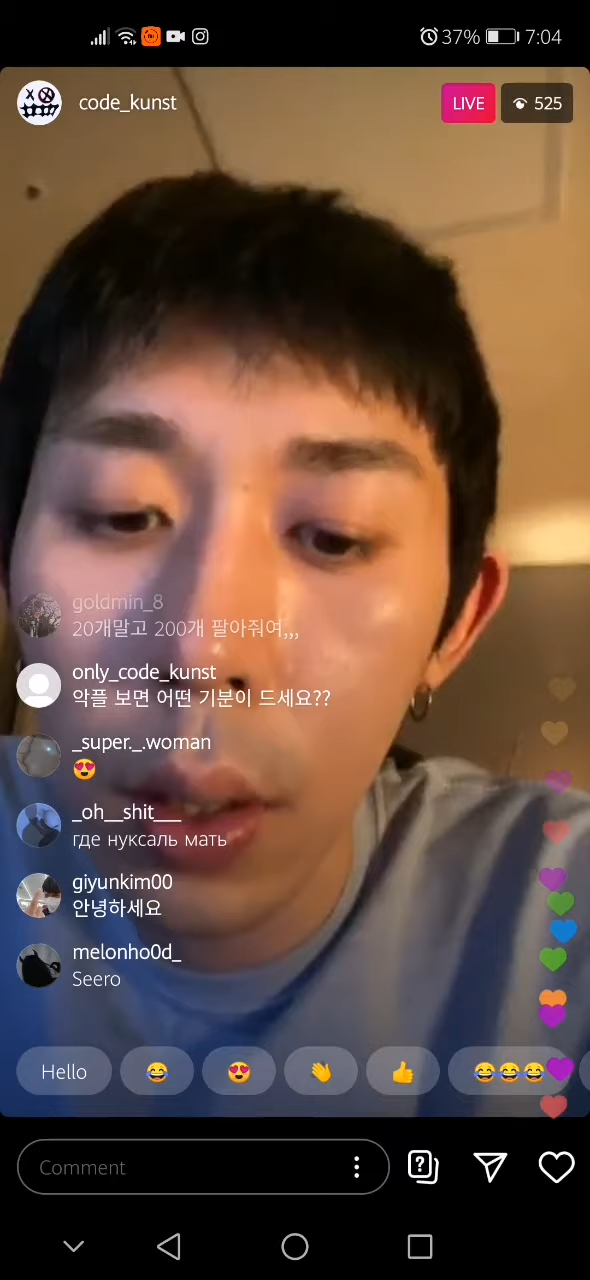 37% 7:04
code_kunst LIVE 525
goldmin_8
20개말고 200개 팔아줘여,,,
only_code_kunst
악플 보면 어떤 기분이 드세요??
_super._.woman
😍
_oh__shit___
где нуксаль мать
giyunkim00
안녕하세요
melonho0d_
Seero
Hello 😂 😍 👋 👍 😂😂😂
Comment